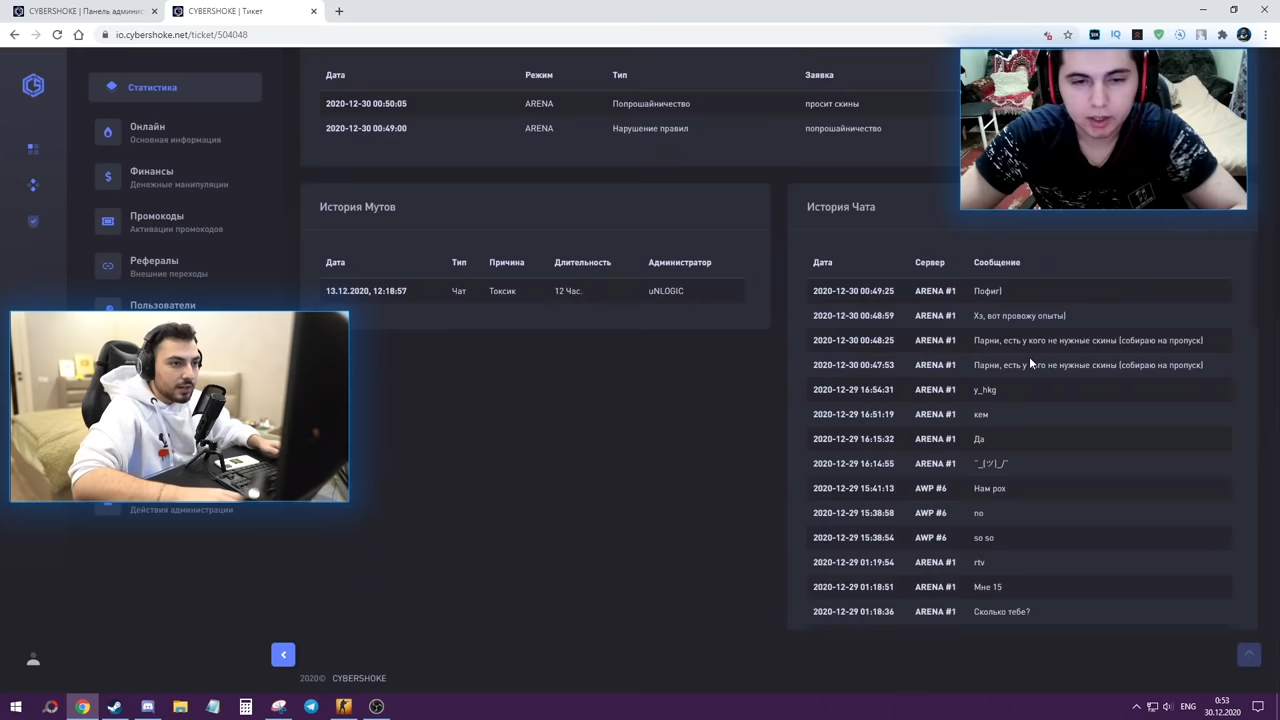 CYBERSHOKE | Панель админис
CYBERSHOKE | Тикет
io.cybershoke.net/ticket/504048
Статистика
Онлайн
Основная информация
Финансы
Денежные манипуляции
Промокоды
Активации промокодов
Рефералы
Внешние переходы
Пользователи
Действия администрации
Дата Режим Тип Заявка
2020-12-30 00:50:05 ARENA Попрошайничество просит скины
2020-12-30 00:49:00 ARENA Нарушение правил попрошайничество
История Мутов
Дата Тип Причина Длительность Администратор
13.12.2020, 12:18:57 Чат Токсик 12 Час. uNLOGIC
История Чата
Дата Сервер Сообщение
2020-12-30 00:49:25 ARENA #1 Пофиг)
2020-12-30 00:48:59 ARENA #1 Хз, вот провожу опыты)
2020-12-30 00:48:25 ARENA #1 Парни, есть у кого не нужные скины (собираю на пропуск)
2020-12-30 00:47:53 ARENA #1 Парни, есть у кого не нужные скины (собираю на пропуск)
2020-12-29 16:54:31 ARENA #1 y_hkg
2020-12-29 16:51:19 ARENA #1 кем
2020-12-29 16:15:32 ARENA #1 Да
2020-12-29 16:14:55 ARENA #1 ¯_(ツ)_/¯
2020-12-29 15:41:13 AWP #6 Нам рох
2020-12-29 15:38:58 AWP #6 no
2020-12-29 15:38:54 AWP #6 so so
2020-12-29 01:19:54 ARENA #1 rtv
2020-12-29 01:18:51 ARENA #1 Мне 15
2020-12-29 01:18:36 ARENA #1 Сколько тебе?
2020© CYBERSHOKE
ENG
0:53
30.12.2020